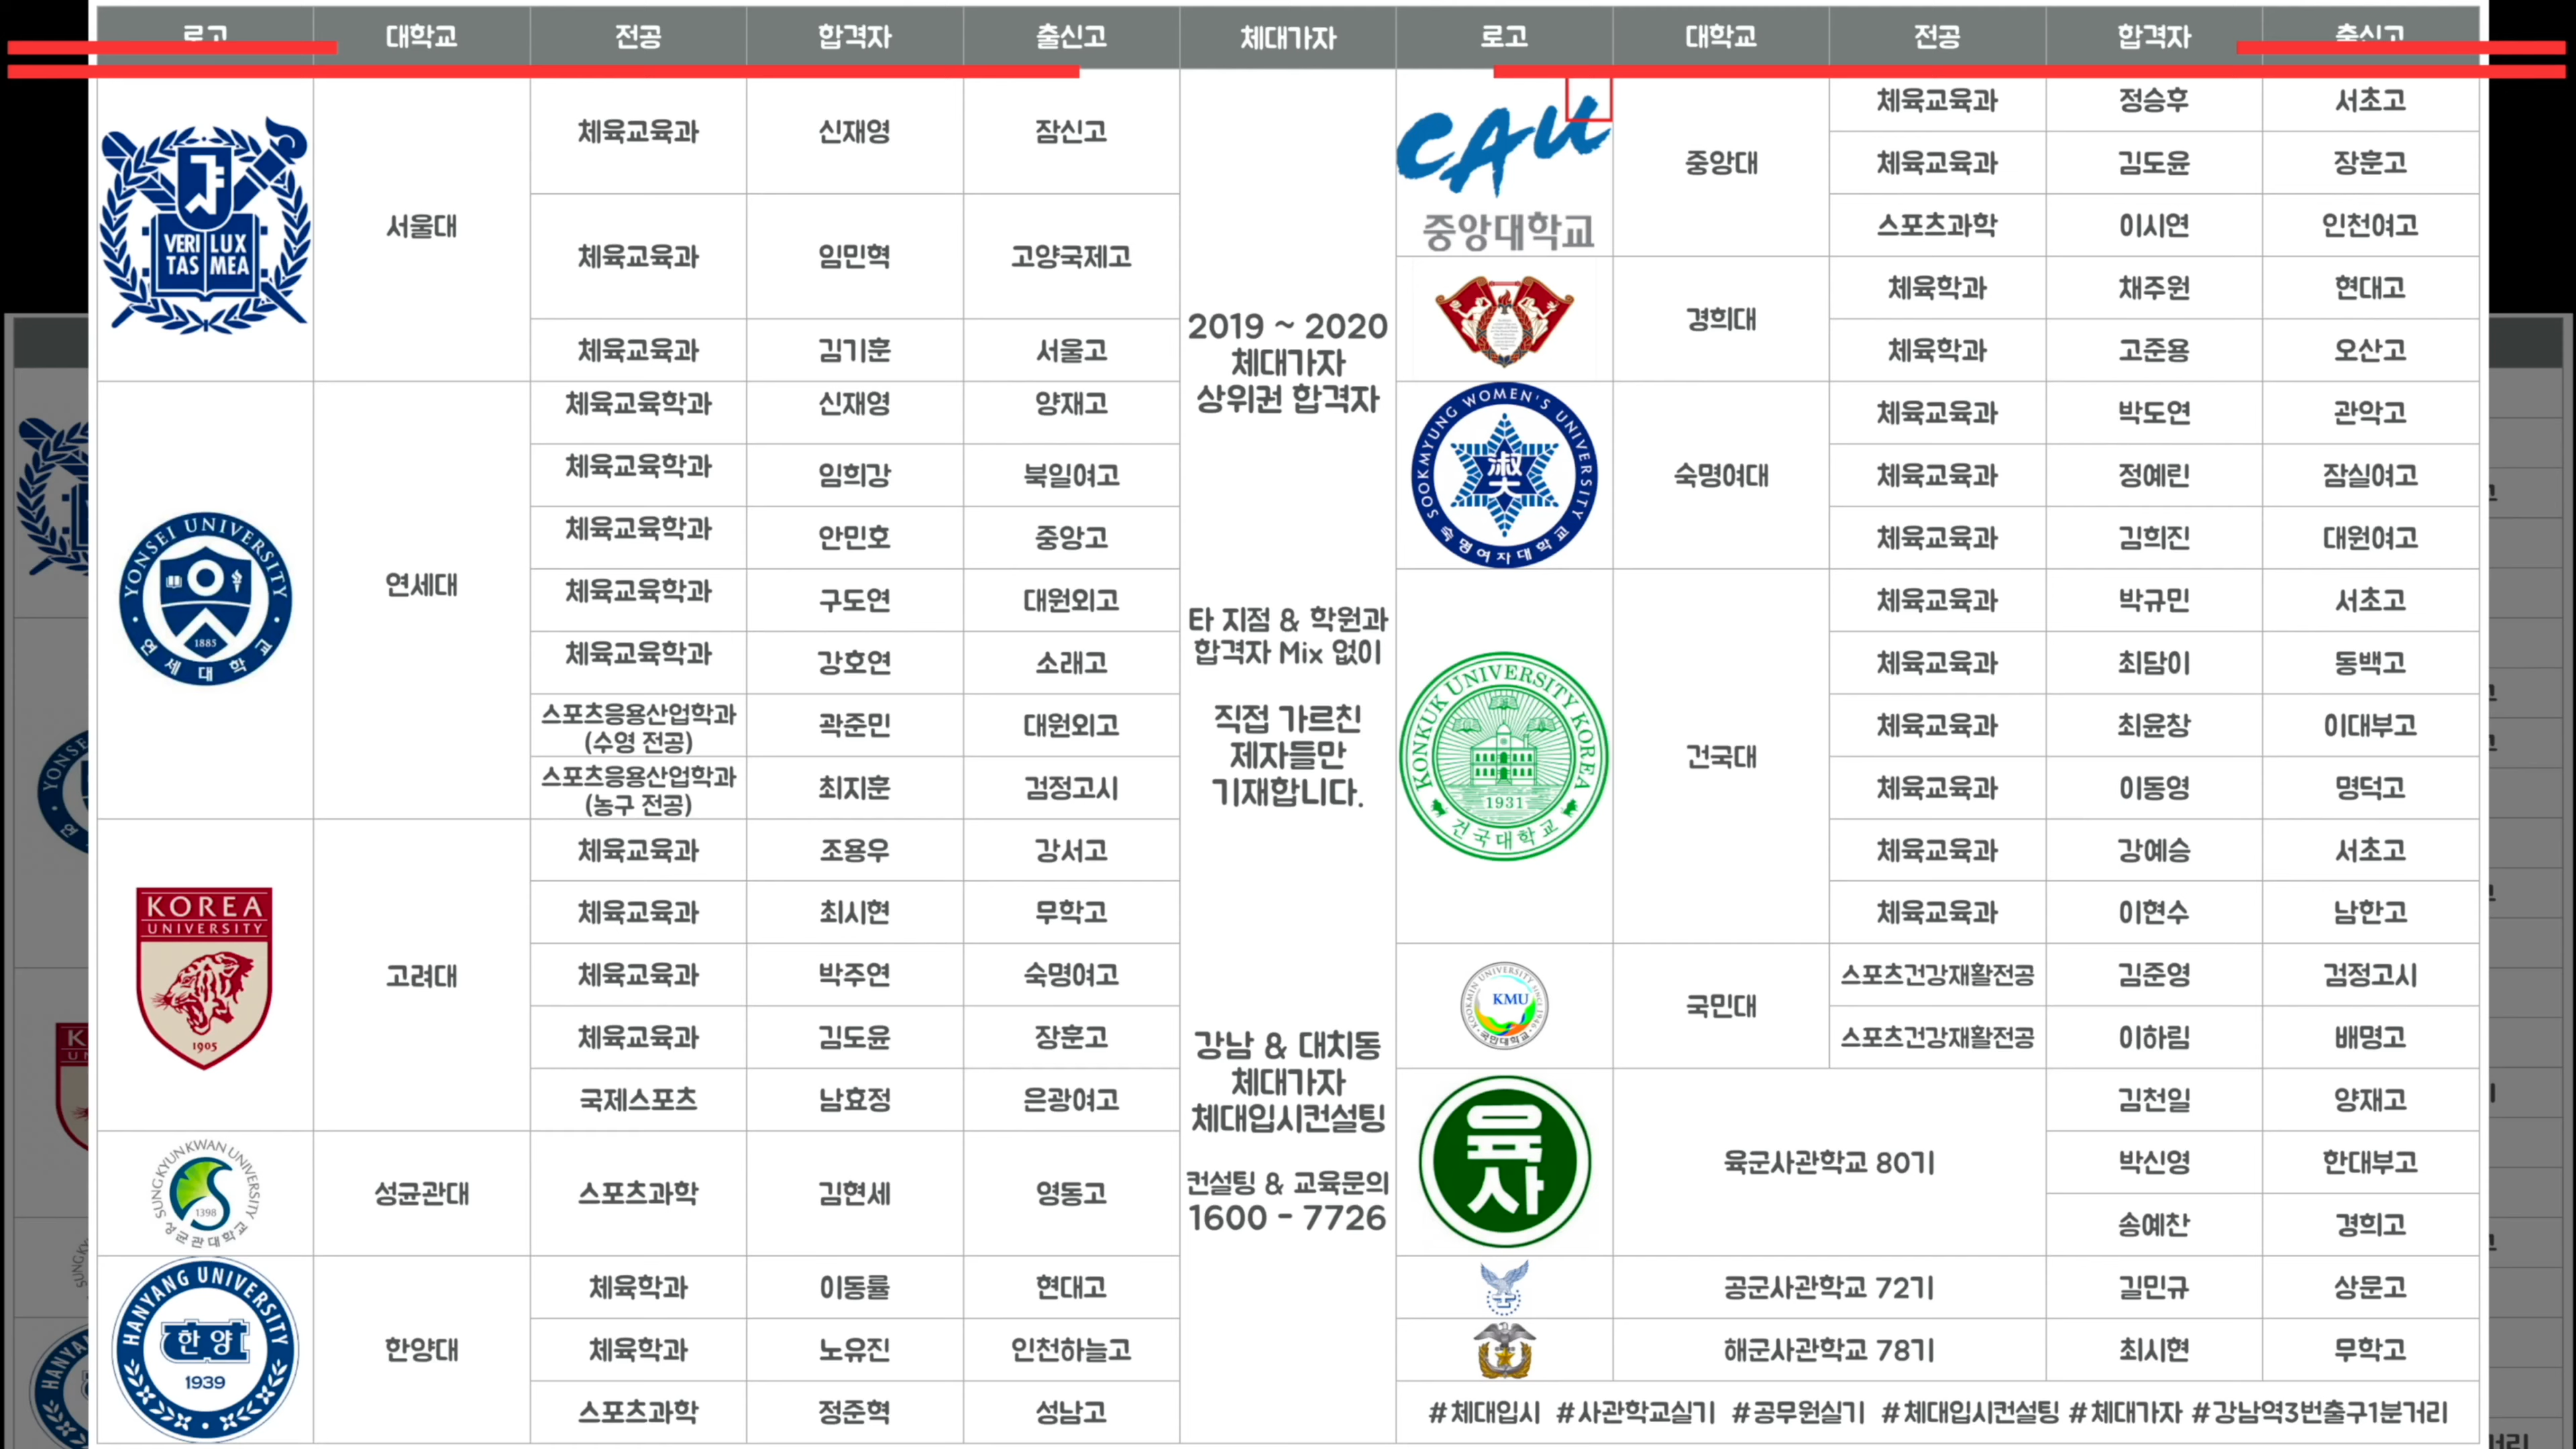 로고 대학교 전공 합격자 출신고 체대가자 로고 대학교 전공 합격자 출신고
VERI LUX
TAS MEA
서울대
체육교육과 신재영 잠신고
체육교육과 임민혁 고양국제고
체육교육과 김기훈 서울고
YONSEI UNIVERSITY
1885
연세대학교
연세대
체육교육학과 신재영 양재고
체육교육학과 임희강 북일여고
체육교육학과 안민호 중앙고
체육교육학과 구도연 대원외고
체육교육학과 강호연 소래고
스포츠응용산업학과
(수영 전공)
곽준민 대원외고
스포츠응용산업학과
(농구 전공)
최지훈 검정고시
KOREA
UNIVERSITY
1905
고려대
체육교육과 조용우 강서고
체육교육과 최시현 무학고
체육교육과 박주연 숙명여고
체육교육과 김도윤 장훈고
국제스포츠 남효정 은광여고
SUNGKYUNKWAN UNIVERSITY
1398
성균관대학교
성균관대 스포츠과학 김현세 영동고
HANYANG UNIVERSITY
한양
1939
한양대
체육학과 이동률 현대고
체육학과 노유진 인천하늘고
스포츠과학 정준혁 성남고
2019 ~ 2020
체대가자
상위권 합격자
타 지점 & 학원과
합격자 Mix 없이
직접 가르친
제자들만
기재합니다.
강남 & 대치동
체대가자
체대입시컨설팅
컨설팅 & 교육문의
1600 - 7726
CAU
중앙대학교
중앙대
체육교육과 정승후 서초고
체육교육과 김도윤 장훈고
스포츠과학 이시연 인천여고
경희대
체육학과 채주원 현대고
체육학과 고준용 오산고
SOOKMYUNG WOMEN'S UNIVERSITY
淑大
숙명여자대학교
숙명여대
체육교육과 박도연 관악고
체육교육과 정예린 잠실여고
체육교육과 김희진 대원여고
KONKUK UNIVERSITY KOREA
1931
건국대학교
건국대
체육교육과 박규민 서초고
체육교육과 최담이 동백고
체육교육과 최윤창 이대부고
체육교육과 이동영 명덕고
체육교육과 강예승 서초고
체육교육과 이현수 남한고
KOOKMIN UNIVERSITY SINCE 1946
KMU
국민대학교
국민대
스포츠건강재활전공 김준영 검정고시
스포츠건강재활전공 이하림 배명고
육사
육군사관학교 80기
김천일 양재고
박신영 한대부고
송예찬 경희고
공군사관학교 72기 길민규 상문고
해군사관학교 78기 최시현 무학고
#체대입시 #사관학교실기 #공무원실기 #체대입시컨설팅 #체대가자 #강남역3번출구1분거리